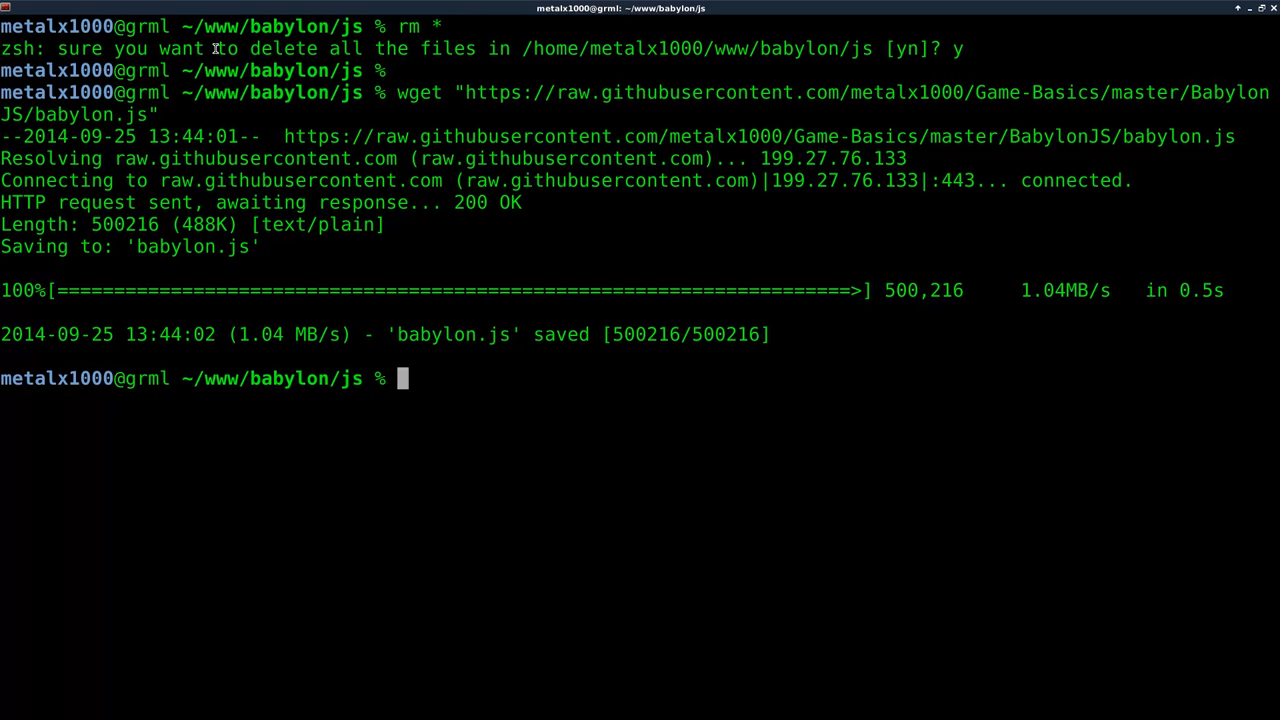 metalx1000@grml: ~/www/babylon/js
metalx1000@grml ~/www/babylon/js % rm *
zsh: sure you want to delete all the files in /home/metalx1000/www/babylon/js [yn]? y
metalx1000@grml ~/www/babylon/js %
metalx1000@grml ~/www/babylon/js % wget "https://raw.githubusercontent.com/metalx1000/Game-Basics/master/Babylon
JS/babylon.js"
--2014-09-25 13:44:01--  https://raw.githubusercontent.com/metalx1000/Game-Basics/master/BabylonJS/babylon.js
Resolving raw.githubusercontent.com (raw.githubusercontent.com)... 199.27.76.133
Connecting to raw.githubusercontent.com (raw.githubusercontent.com)|199.27.76.133|:443... connected.
HTTP request sent, awaiting response... 200 OK
Length: 500216 (488K) [text/plain]
Saving to: 'babylon.js'
100%[======================================================================>] 500,216     1.04MB/s   in 0.5s
2014-09-25 13:44:02 (1.04 MB/s) - 'babylon.js' saved [500216/500216]
metalx1000@grml ~/www/babylon/js %